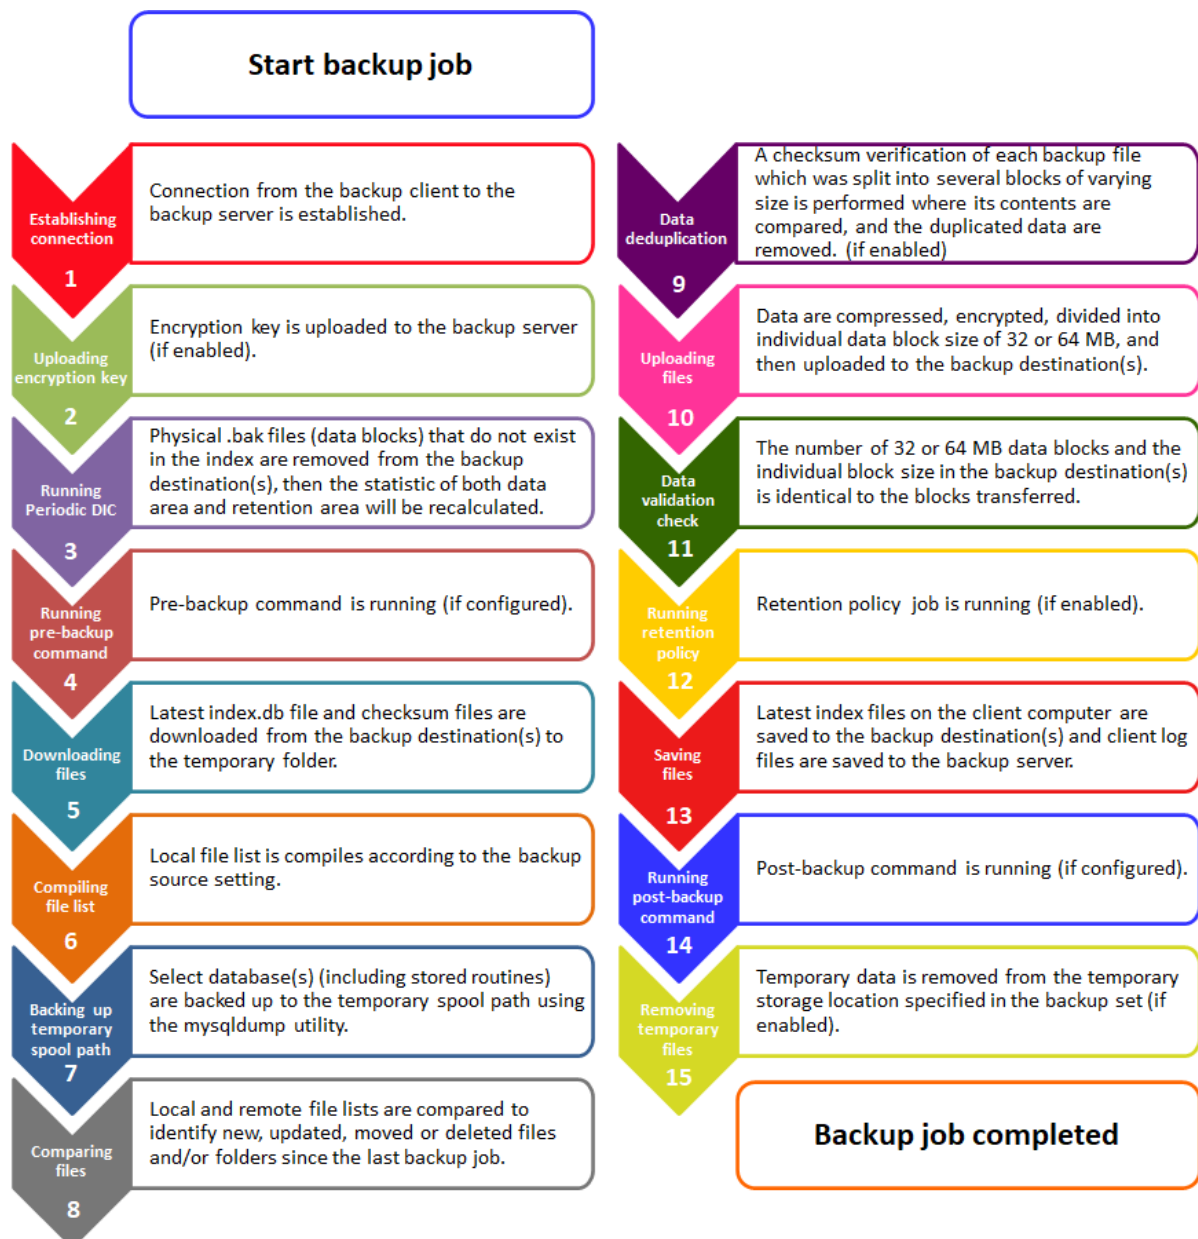 Start backup job
Establishing
connection
1
Connection from the backup client to the
backup server is established.
Uploading
encryption key
2
Encryption key is uploaded to the backup server
(if enabled).
Running
Periodic DIC
3
Physical .bak files (data blocks) that do not exist
in the index are removed from the backup
destination(s), then the statistic of both data
area and retention area will be recalculated.
Running
pre-backup
command
4
Pre-backup command is running (if configured).
Downloading
files
5
Latest index.db file and checksum files are
downloaded from the backup destination(s) to
the temporary folder.
Compiling
file list
6
Local file list is compiles according to the backup
source setting.
Backing up
temporary
spool path
7
Select database(s) (including stored routines)
are backed up to the temporary spool path using
the mysqldump utility.
Comparing
files
8
Local and remote file lists are compared to
identify new, updated, moved or deleted files
and/or folders since the last backup job.
Data
deduplication
9
A checksum verification of each backup file
which was split into several blocks of varying
size is performed where its contents are
compared, and the duplicated data are
removed. (if enabled)
Uploading
files
10
Data are compressed, encrypted, divided into
individual data block size of 32 or 64 MB, and
then uploaded to the backup destination(s).
Data
validation
check
11
The number of 32 or 64 MB data blocks and the
individual block size in the backup destination(s)
is identical to the blocks transferred.
Running
retention
policy
12
Retention policy job is running (if enabled).
Saving
files
13
Latest index files on the client computer are
saved to the backup destination(s) and client log
files are saved to the backup server.
Running
post-backup
command
14
Post-backup command is running (if configured).
Removing
temporary
files
15
Temporary data is removed from the temporary
storage location specified in the backup set (if
enabled).
Backup job completed